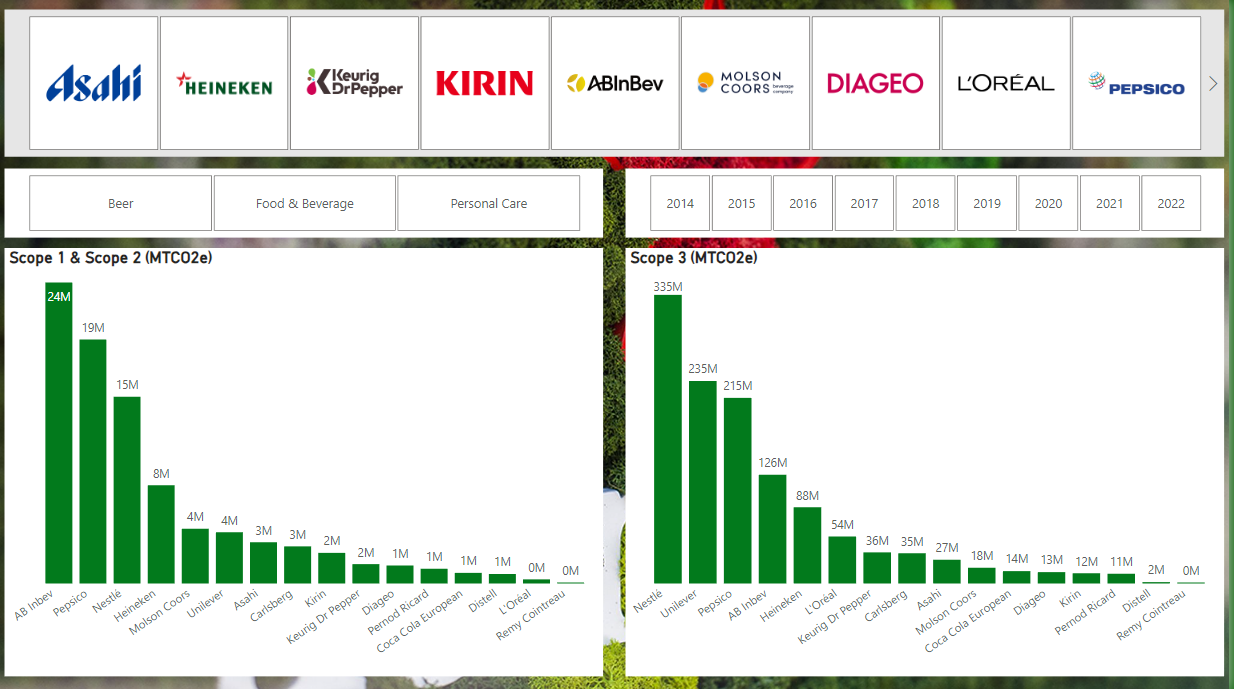 Asahi
HEINEKEN
Keurig
DrPepper
KIRIN
ABInBev
MOLSON
COORS beverage
company
DIAGEO
L'ORÉAL
PEPSICO
Beer
Food & Beverage
Personal Care
2014
2015
2016
2017
2018
2019
2020
2021
2022
Scope 1 & Scope 2 (MTCO2e)
24M
19M
15M
8M
4M
4M
3M
3M
2M
2M
1M
1M
1M
1M
0M
0M
AB Inbev
Pepsico
Nestlé
Heineken
Molson Coors
Unilever
Asahi
Carlsberg
Kirin
Keurig Dr Pepper
Diageo
Pernod Ricard
Coca Cola European
Distell
L'Oréal
Remy Cointreau
Scope 3 (MTCO2e)
335M
235M
215M
126M
88M
54M
36M
35M
27M
18M
14M
13M
12M
11M
2M
0M
Nestlé
Unilever
Pepsico
AB Inbev
Heineken
L'Oréal
Keurig Dr Pepper
Carlsberg
Asahi
Molson Coors
Coca Cola European
Diageo
Kirin
Pernod Ricard
Distell
Remy Cointreau